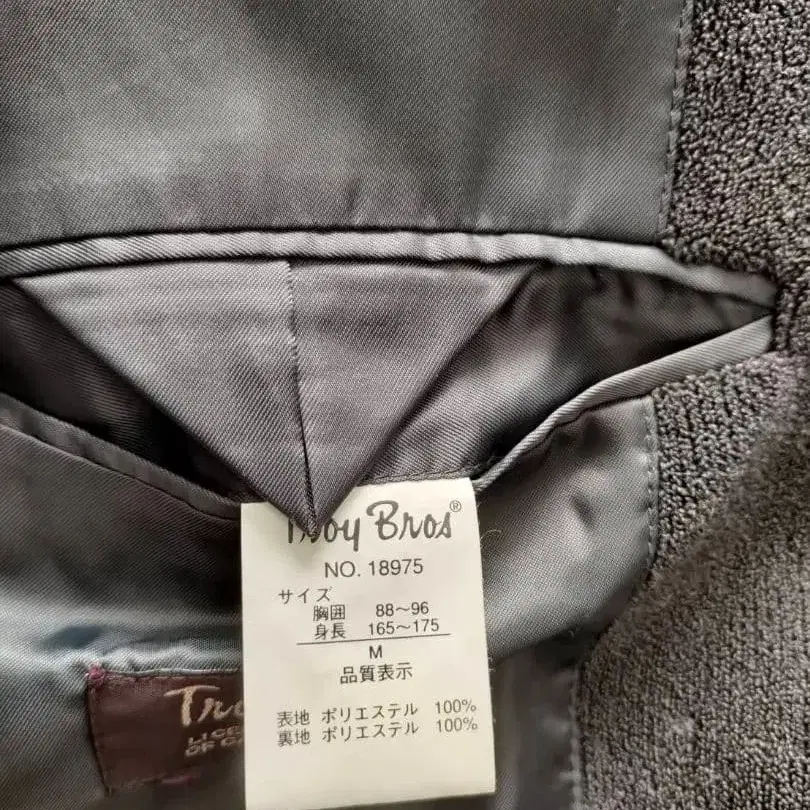 Troy Bros®
NO. 18975
サイズ
胸囲 88～96
身長 165～175
M
品質表示
表地 ポリエステル 100%
裏地 ポリエステル 100%